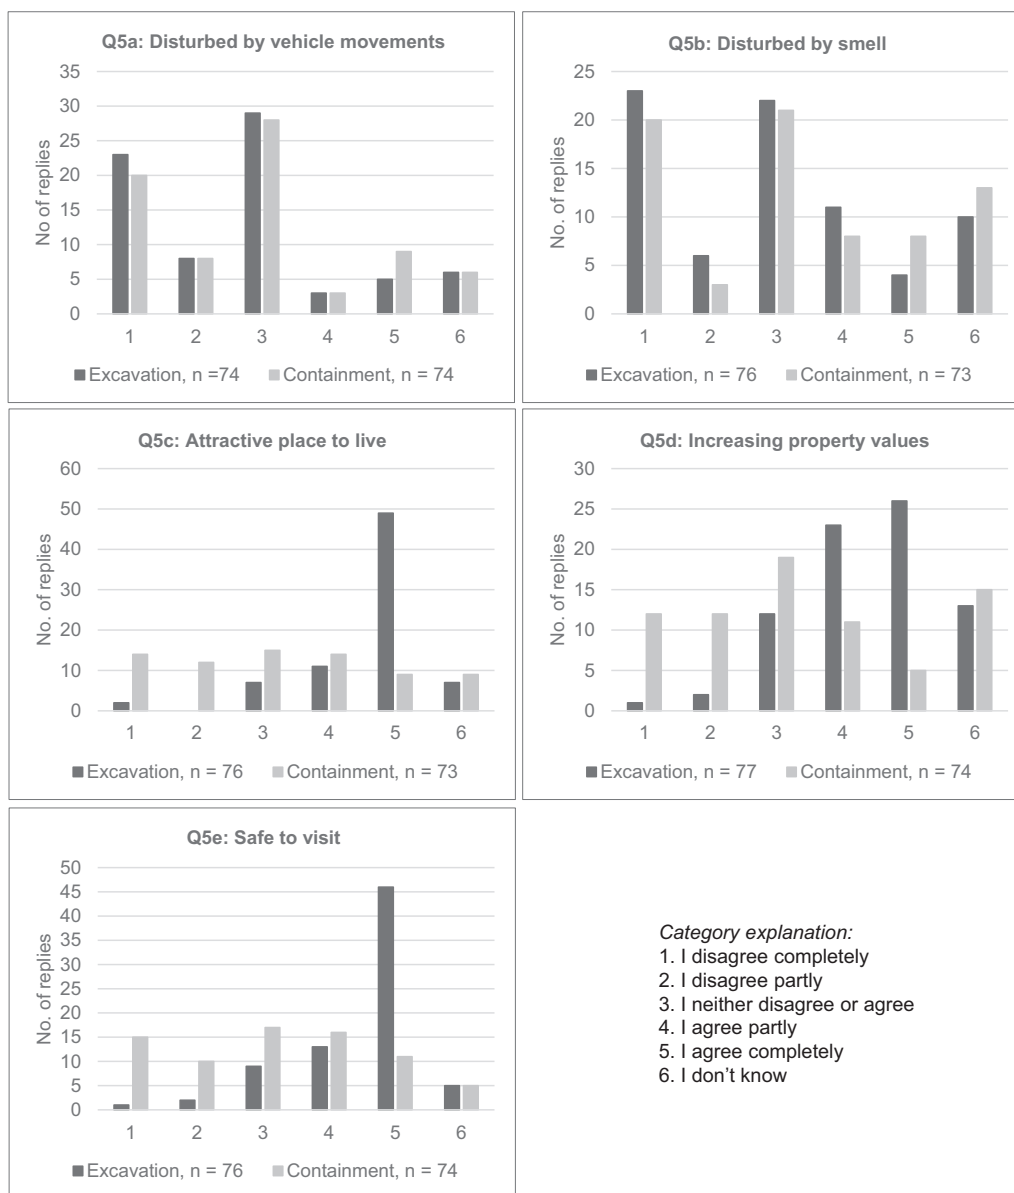 Q5a: Disturbed by vehicle movements
35
30
25
20
15
10
5
0
No of replies
1 2 3 4 5 6
Excavation, n =74 Containment, n = 74
Q5b: Disturbed by smell
25
20
15
10
5
0
No. of replies
1 2 3 4 5 6
Excavation, n = 76 Containment, n = 73
Q5c: Attractive place to live
60
50
40
30
20
10
0
No. of replies
1 2 3 4 5 6
Excavation, n = 76 Containment, n = 73
Q5d: Increasing property values
30
25
20
15
10
5
0
No. of replies
1 2 3 4 5 6
Excavation, n = 77 Containment, n = 74
Q5e: Safe to visit
50
45
40
35
30
25
20
15
10
5
0
No. of replies
1 2 3 4 5 6
Excavation, n = 76 Containment, n = 74
Category explanation:
1. I disagree completely
2. I disagree partly
3. I neither disagree or agree
4. I agree partly
5. I agree completely
6. I don't know